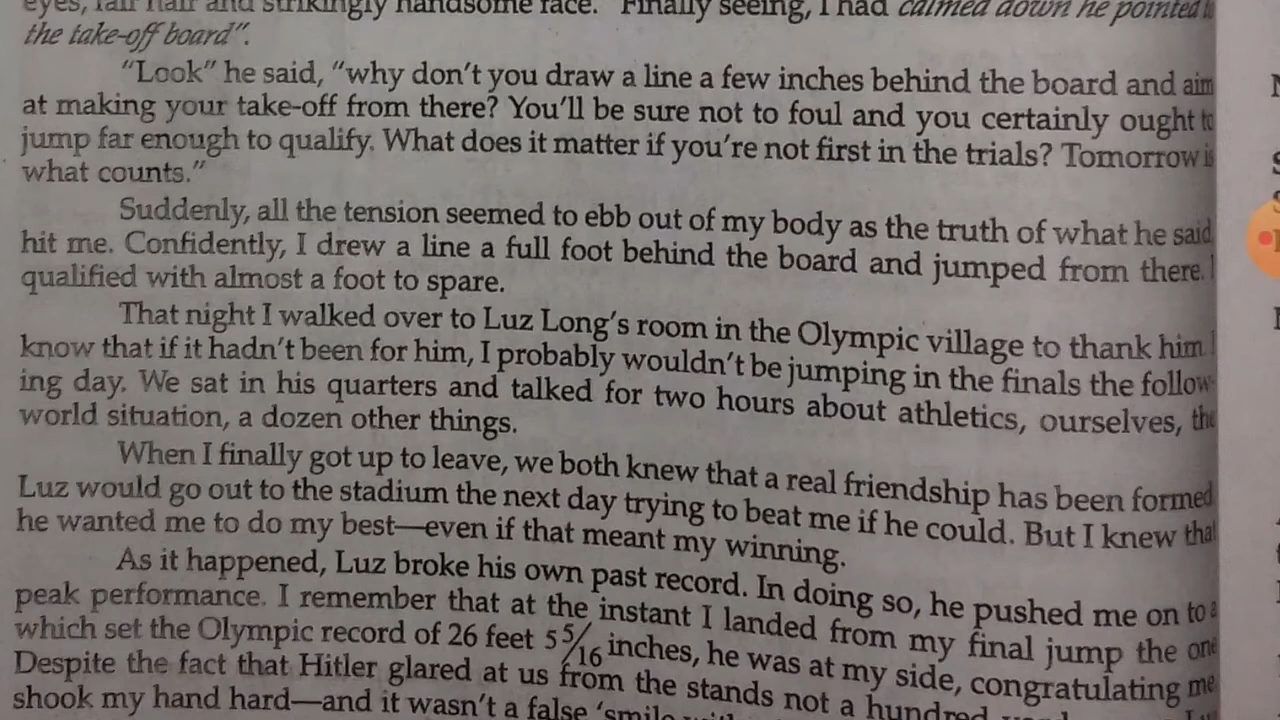 eyes, fair hair and strikingly handsome face. "Finally seeing, I had calmed down he pointed to
the take-off board".
"Look" he said, "why don't you draw a line a few inches behind the board and aim
at making your take-off from there? You'll be sure not to foul and you certainly ought to
jump far enough to qualify. What does it matter if you're not first in the trials? Tomorrow is
what counts."
Suddenly, all the tension seemed to ebb out of my body as the truth of what he said
hit me. Confidently, I drew a line a full foot behind the board and jumped from there. I
qualified with almost a foot to spare.
That night I walked over to Luz Long's room in the Olympic village to thank him I
know that if it hadn't been for him, I probably wouldn't be jumping in the finals the follow-
ing day. We sat in his quarters and talked for two hours about athletics, ourselves, the
world situation, a dozen other things.
When I finally got up to leave, we both knew that a real friendship has been formed
Luz would go out to the stadium the next day trying to beat me if he could. But I knew that
he wanted me to do my best—even if that meant my winning.
As it happened, Luz broke his own past record. In doing so, he pushed me on to a
peak performance. I remember that at the instant I landed from my final jump the one
which set the Olympic record of 26 feet 5 5/16 inches, he was at my side, congratulating me
Despite the fact that Hitler glared at us from the stands not a hundred
shook my hand hard—and it wasn't a false 'smile